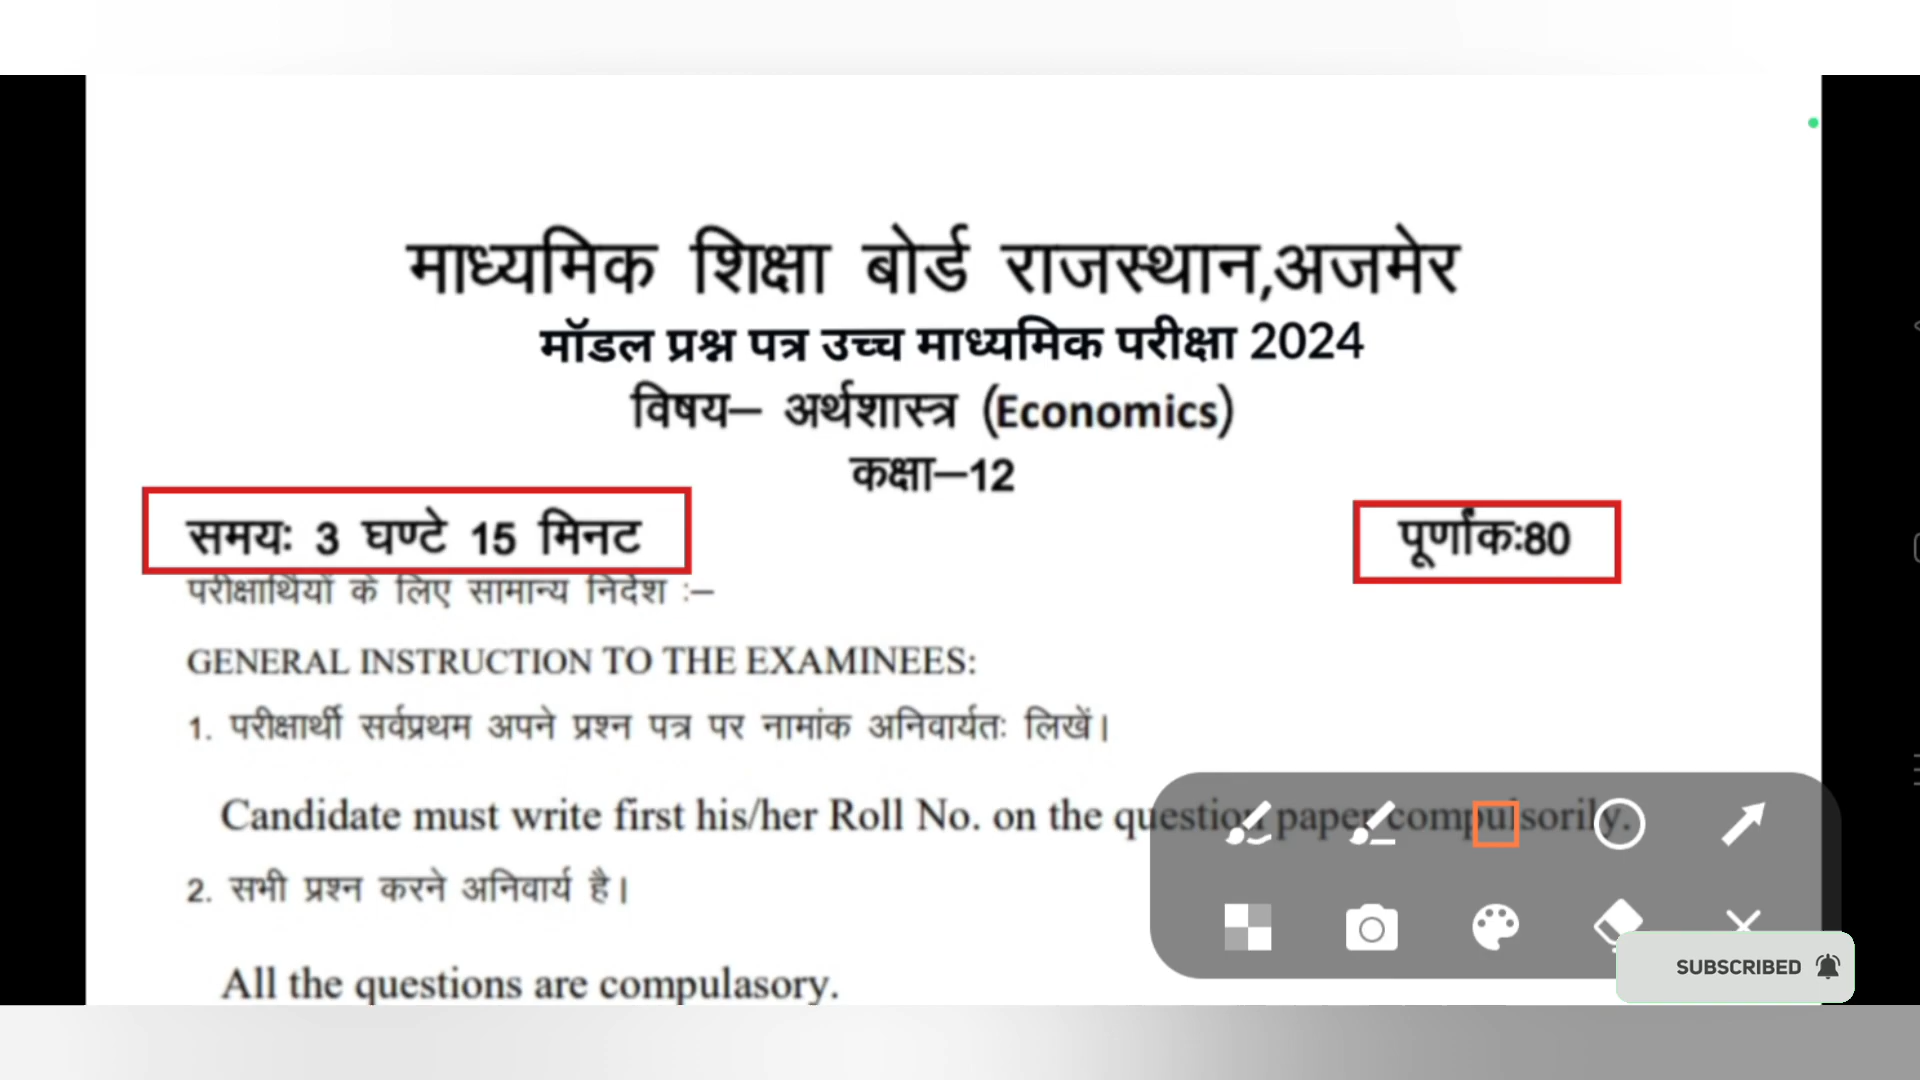 माध्यमिक शिक्षा बोर्ड राजस्थान,अजमेर
मॉडल प्रश्न पत्र उच्च माध्यमिक परीक्षा 2024
विषय– अर्थशास्त्र (Economics)
कक्षा–12
समयः 3 घण्टे 15 मिनट पूर्णांकः80
परीक्षार्थियों के लिए सामान्य निर्देश :–
GENERAL INSTRUCTION TO THE EXAMINEES:
1. परीक्षार्थी सर्वप्रथम अपने प्रश्न पत्र पर नामांक अनिवार्यतः लिखें।
Candidate must write first his/her Roll No. on the question paper compulsorily.
2. सभी प्रश्न करने अनिवार्य है।
All the questions are compulasory.
SUBSCRIBED